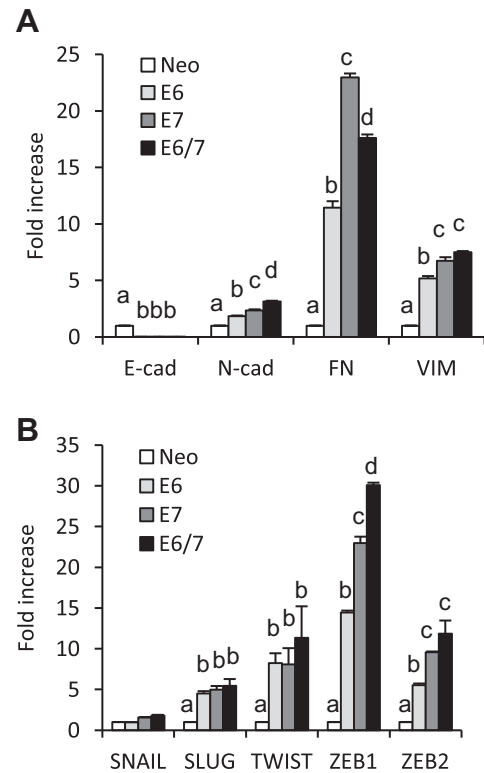 A
25
20
15
10
5
0
Fold increase
Neo
E6
E7
E6/7
a
bbb
a
b
c
d
a
b
c
d
a
b
c
c
E-cad
N-cad
FN
VIM
B
35
30
25
20
15
10
5
0
Fold increase
Neo
E6
E7
E6/7
a
b
b
b
a
b
b
b
a
b
c
d
a
b
c
c
SNAIL
SLUG
TWIST
ZEB1
ZEB2